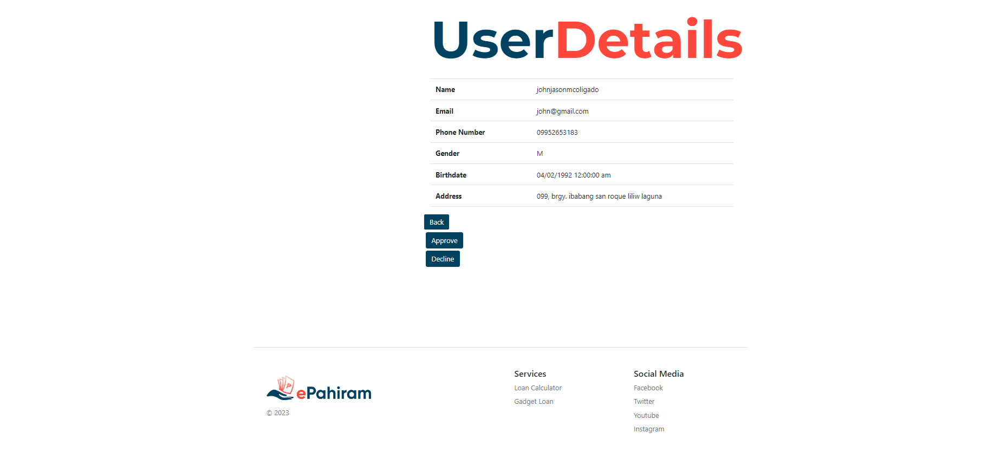 UserDetails
Name johnjasonmcoligado
Email john@gmail.com
Phone Number 09952653183
Gender M
Birthdate 04/02/1992 12:00:00 am
Address 099, brgy. ibabang san roque liliw laguna
Back
Approve
Decline
ePahiram
© 2023
Services
Loan Calculator
Gadget Loan
Social Media
Facebook
Twitter
Youtube
Instagram